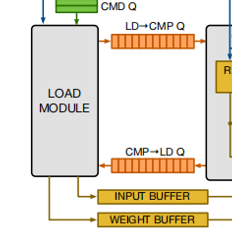 CMD Q
LD→CMP Q
R
LOAD
MODULE
CMP→LD Q
INPUT BUFFER
WEIGHT BUFFER